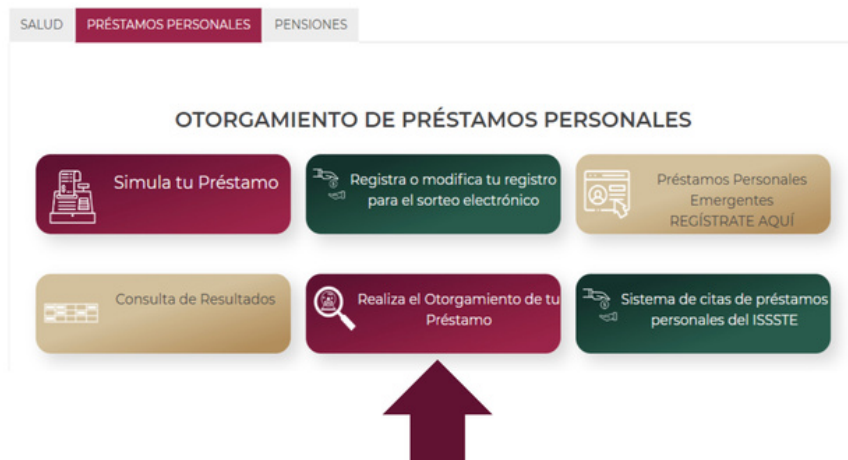 SALUD PRÉSTAMOS PERSONALES PENSIONES
OTORGAMIENTO DE PRÉSTAMOS PERSONALES
Simula tu Préstamo
Registra o modifica tu registro
para el sorteo electrónico
Préstamos Personales
Emergentes
REGÍSTRATE AQUÍ
Consulta de Resultados
Realiza el Otorgamiento de tu
Préstamo
Sistema de citas de préstamos
personales del ISSSTE